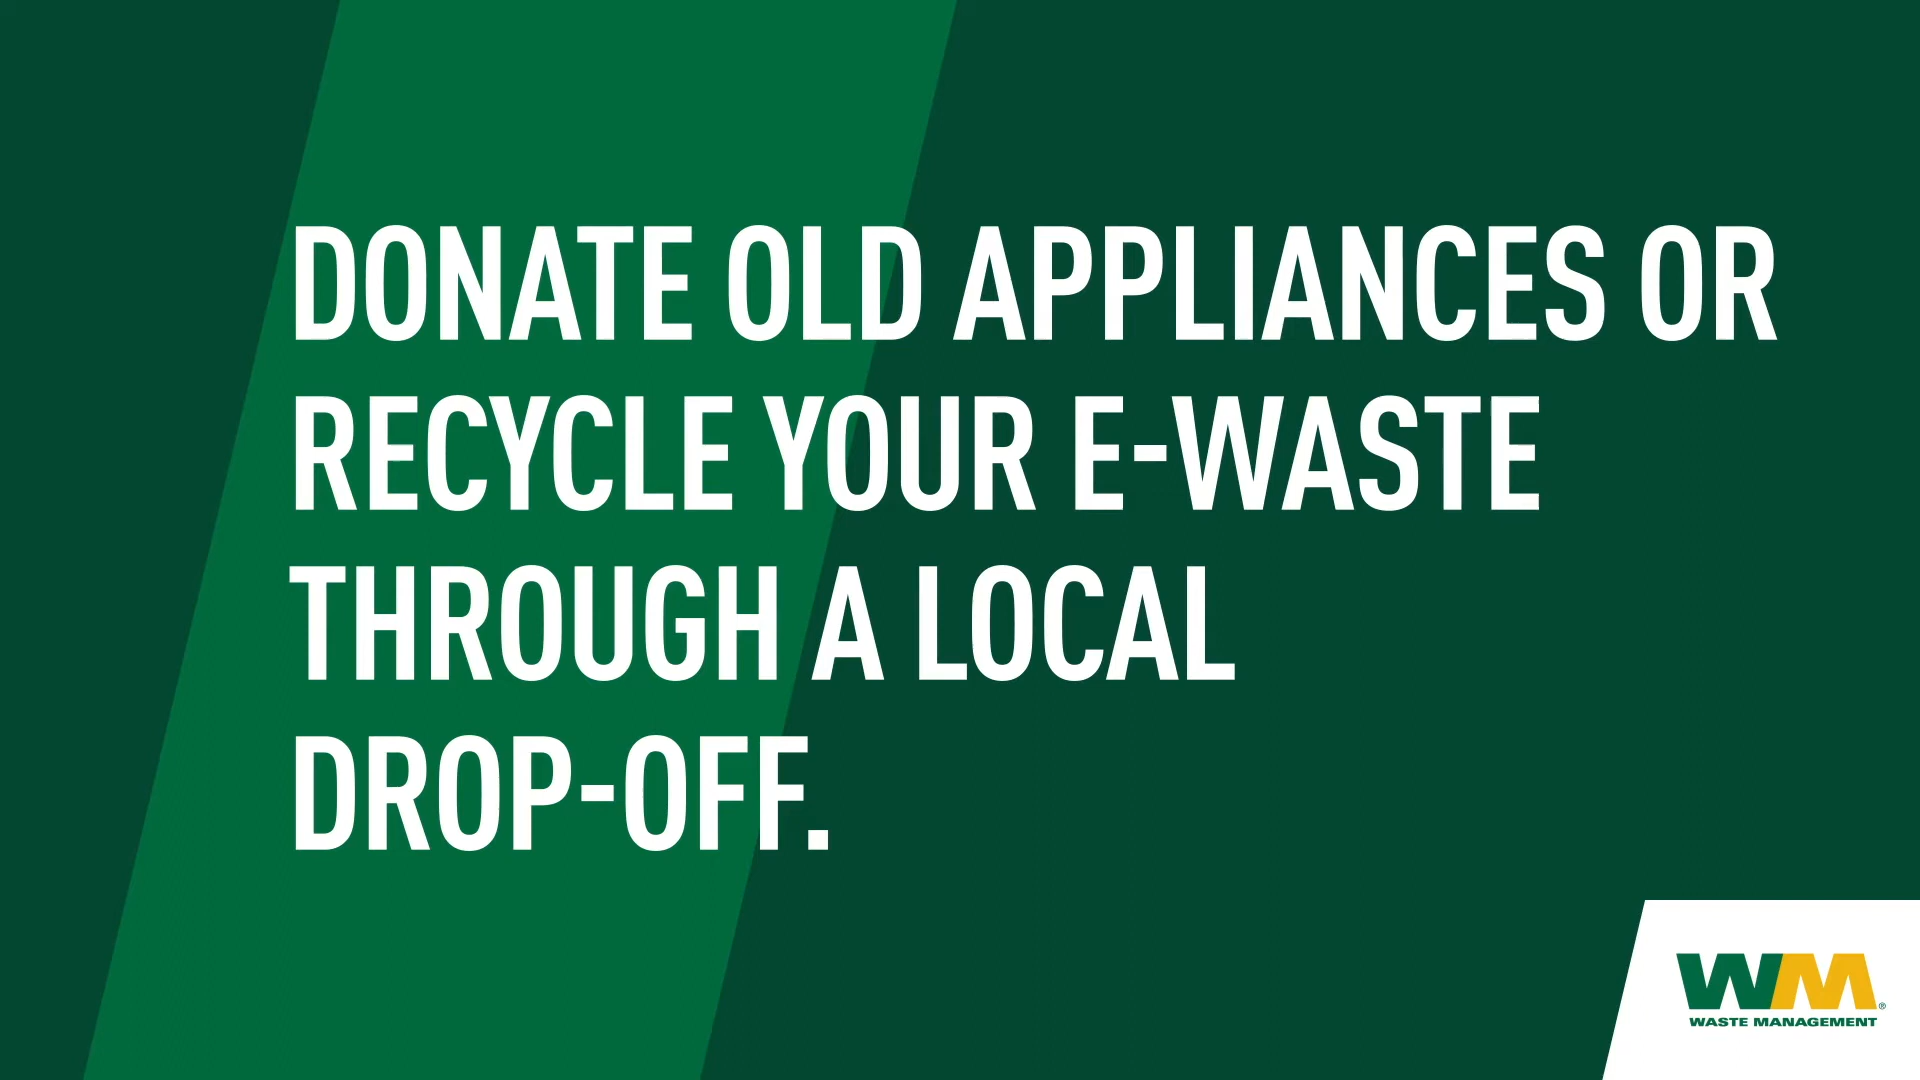 DONATE OLD APPLIANCES OR
RECYCLE YOUR E-WASTE
THROUGH A LOCAL
DROP-OFF.
WM®
WASTE MANAGEMENT